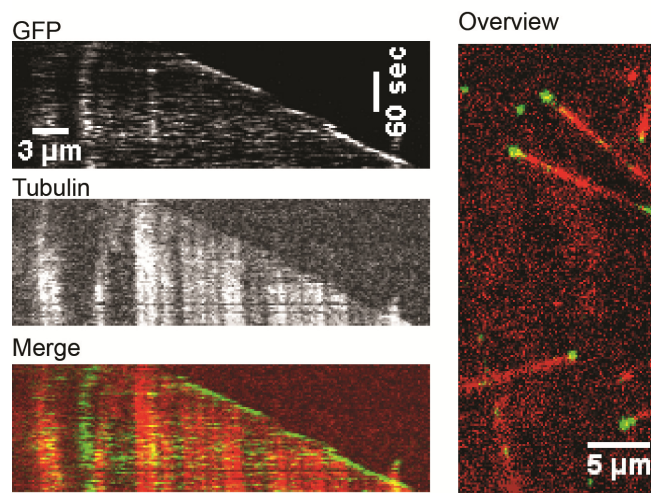 GFP
60 sec
3 μm
Tubulin
Merge
Overview
5 μm